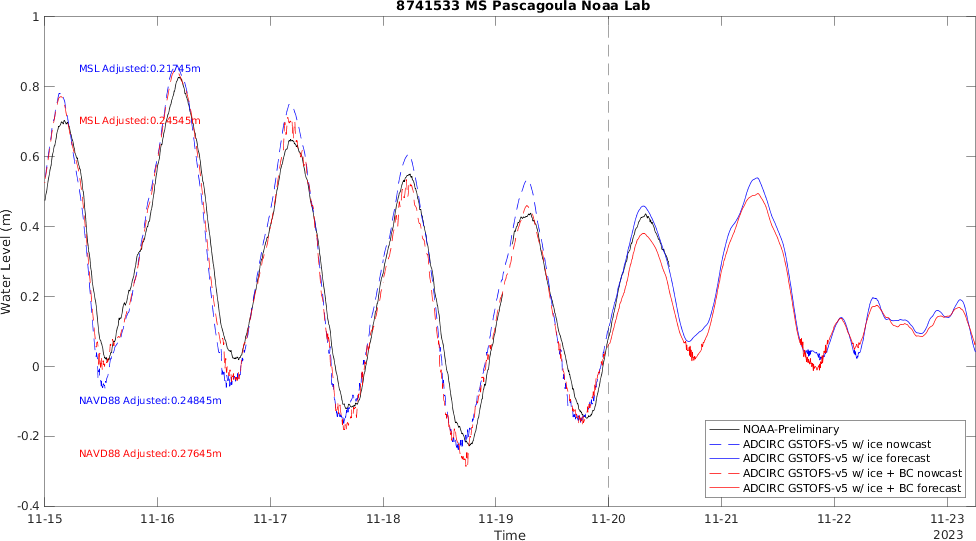 8741533 MS Pascagoula Noaa Lab
1
0.8
0.6
0.4
0.2
0
-0.2
-0.4
Water Level (m)
MSL Adjusted:0.21745m
MSL Adjusted:0.24545m
NAVD88 Adjusted:0.24845m
NAVD88 Adjusted:0.27645m
NOAA-Preliminary
ADCIRC GSTOFS-v5 w/ ice nowcast
ADCIRC GSTOFS-v5 w/ ice forecast
ADCIRC GSTOFS-v5 w/ ice + BC nowcast
ADCIRC GSTOFS-v5 w/ ice + BC forecast
11-15 11-16 11-17 11-18 11-19 11-20 11-21 11-22 11-23
Time
2023